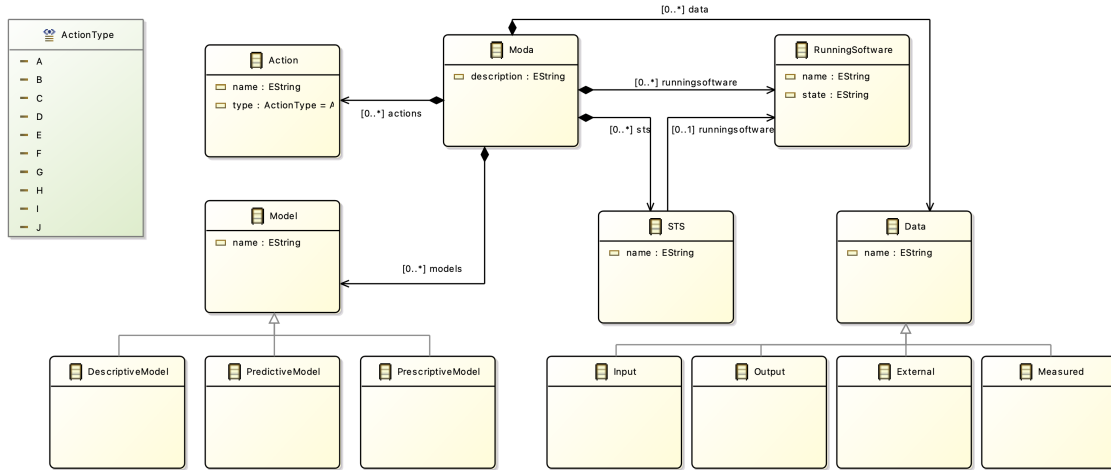 [0..*] data
ActionType
A
B
C
D
E
F
G
H
I
J
Action
name : EString
type : ActionType = A
[0..*] actions
Moda
description : EString
[0..*] runningsoftware
[0..*] sts
[0..1] runningsoftware
RunningSoftware
name : EString
state : EString
Model
name : EString
[0..*] models
STS
name : EString
Data
name : EString
DescriptiveModel
PredictiveModel
PrescriptiveModel
Input
Output
External
Measured